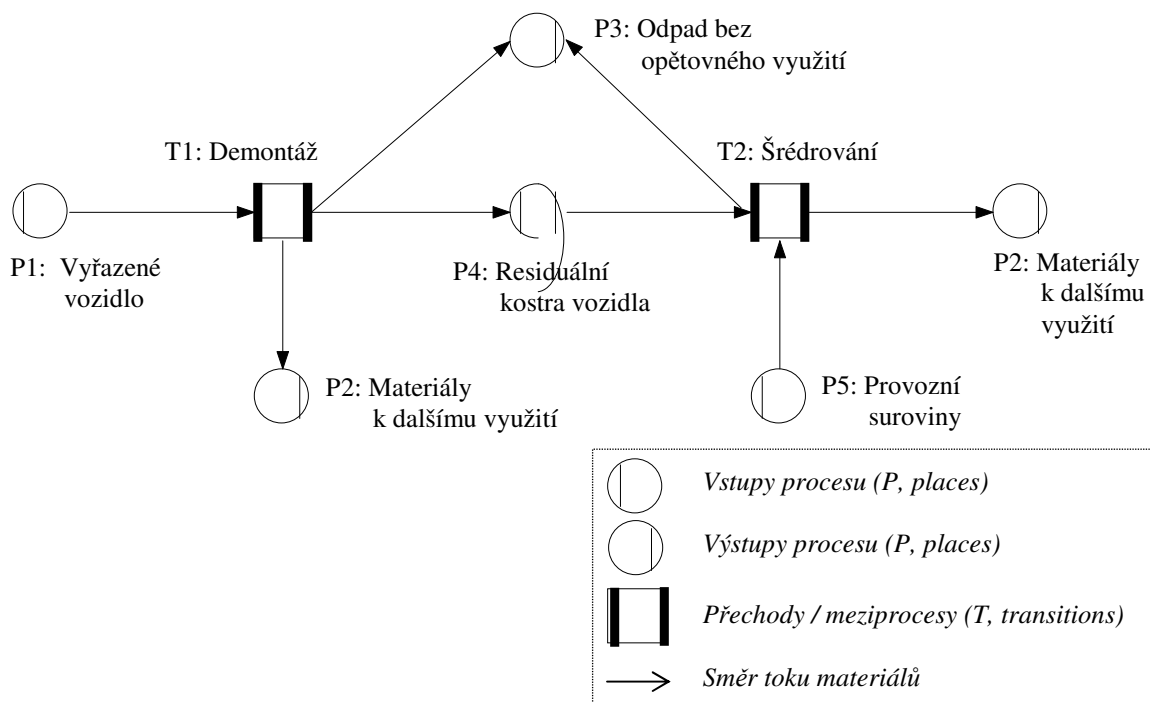 P3: Odpad bez
opětovného využití
T1: Demontáž
T2: Šrédrování
P1: Vyřazené
vozidlo
P4: Residuální
kostra vozidla
P2: Materiály
k dalšímu
využití
P2: Materiály
k dalšímu využití
P5: Provozní
suroviny
Vstupy procesu (P, places)
Výstupy procesu (P, places)
Přechody / meziprocesy (T, transitions)
Směr toku materiálů